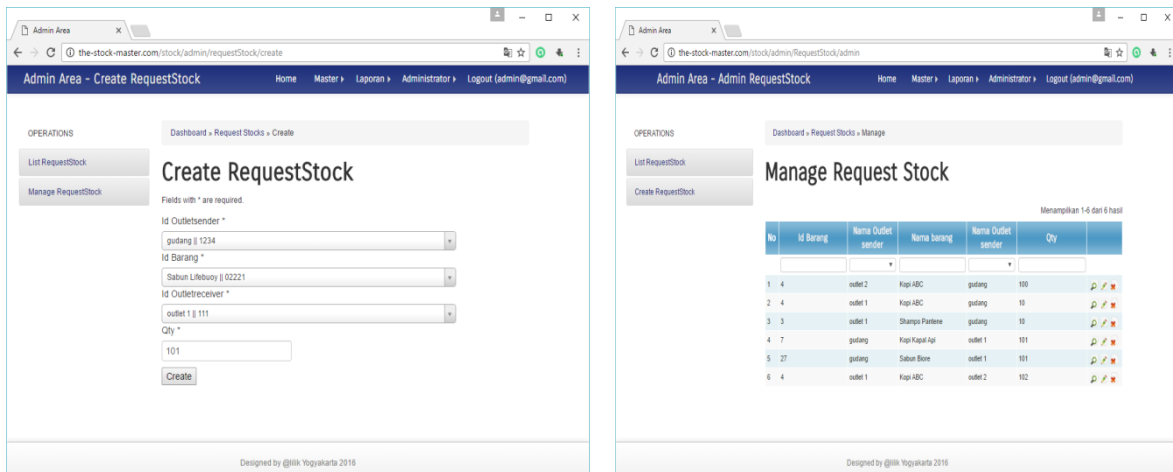 Admin Area
the-stock-master.com/stock/admin/requestStock/create
Admin Area - Create RequestStock Home Master Laporan Administrator Logout (admin@gmail.com)
OPERATIONS
List RequestStock
Manage RequestStock
Dashboard » Request Stocks » Create
Create RequestStock
Fields with * are required.
Id Outletsender *
gudang || 1234
Id Barang *
Sabun Lifebuoy || 02221
Id Outletreceiver *
outlet 1 || 111
Qty *
101
Create
Designed by @lilik Yogyakarta 2016
Admin Area
the-stock-master.com/stock/admin/RequestStock/admin
Admin Area - Admin RequestStock Home Master Laporan Administrator Logout (admin@gmail.com)
OPERATIONS
List RequestStock
Create RequestStock
Dashboard » Request Stocks » Manage
Manage Request Stock
Menampilkan 1-6 dari 6 hasil
No Id Barang Nama Outlet sender Nama barang Nama Outlet sender Qty
1 4 outlet 2 Kopi ABC gudang 100
2 4 outlet 1 Kopi ABC gudang 10
3 3 outlet 1 Shampo Pantene gudang 10
4 7 gudang Kopi Kapal Api outlet 1 101
5 27 gudang Sabun Biore outlet 1 101
6 4 outlet 1 Kopi ABC outlet 2 102
Designed by @lilik Yogyakarta 2016